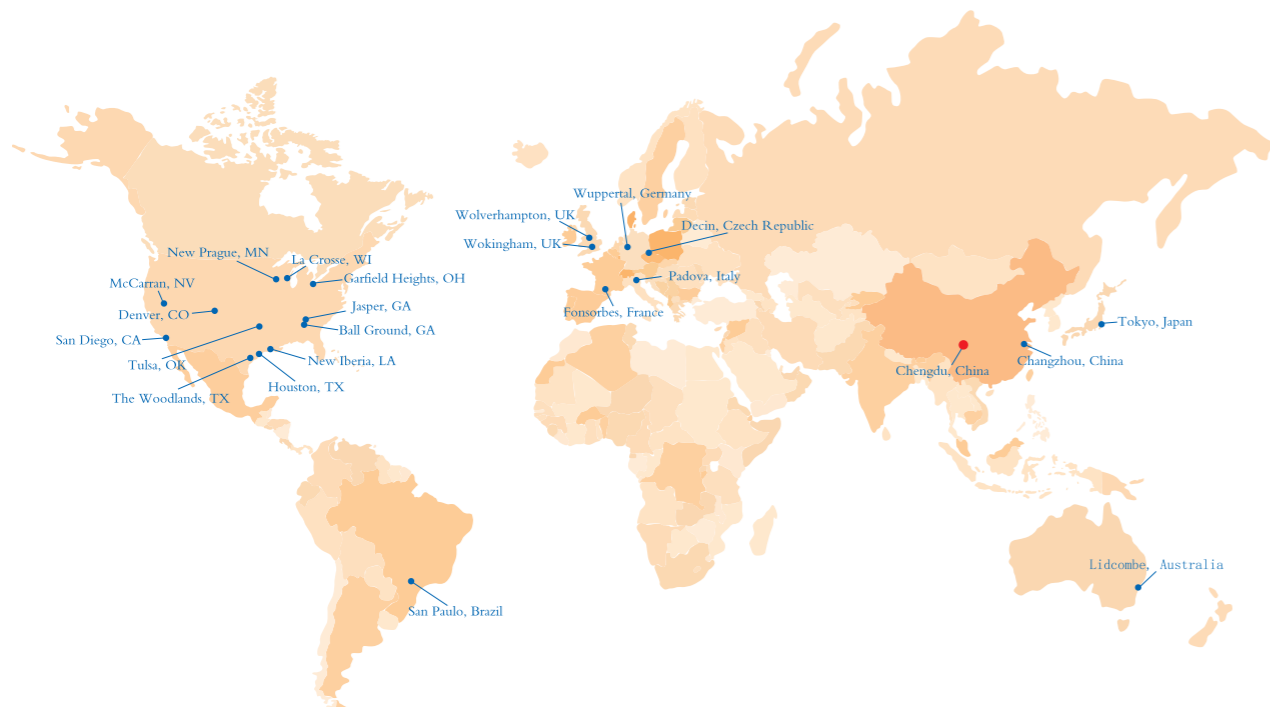 Wuppertal, Germany
Wolverhampton, UK
Decin, Czech Republic
Wokingham, UK
New Prague, MN
La Crosse, WI
Padova, Italy
Garfield Heights, OH
McCarran, NV
Jasper, GA
Fonsorbes, France
Denver, CO
Tokyo, Japan
Ball Ground, GA
San Diego, CA
New Iberia, LA
Changzhou, China
Tulsa, OK
Chengdu, China
Houston, TX
The Woodlands, TX
Lidcombe, Australia
San Paulo, Brazil